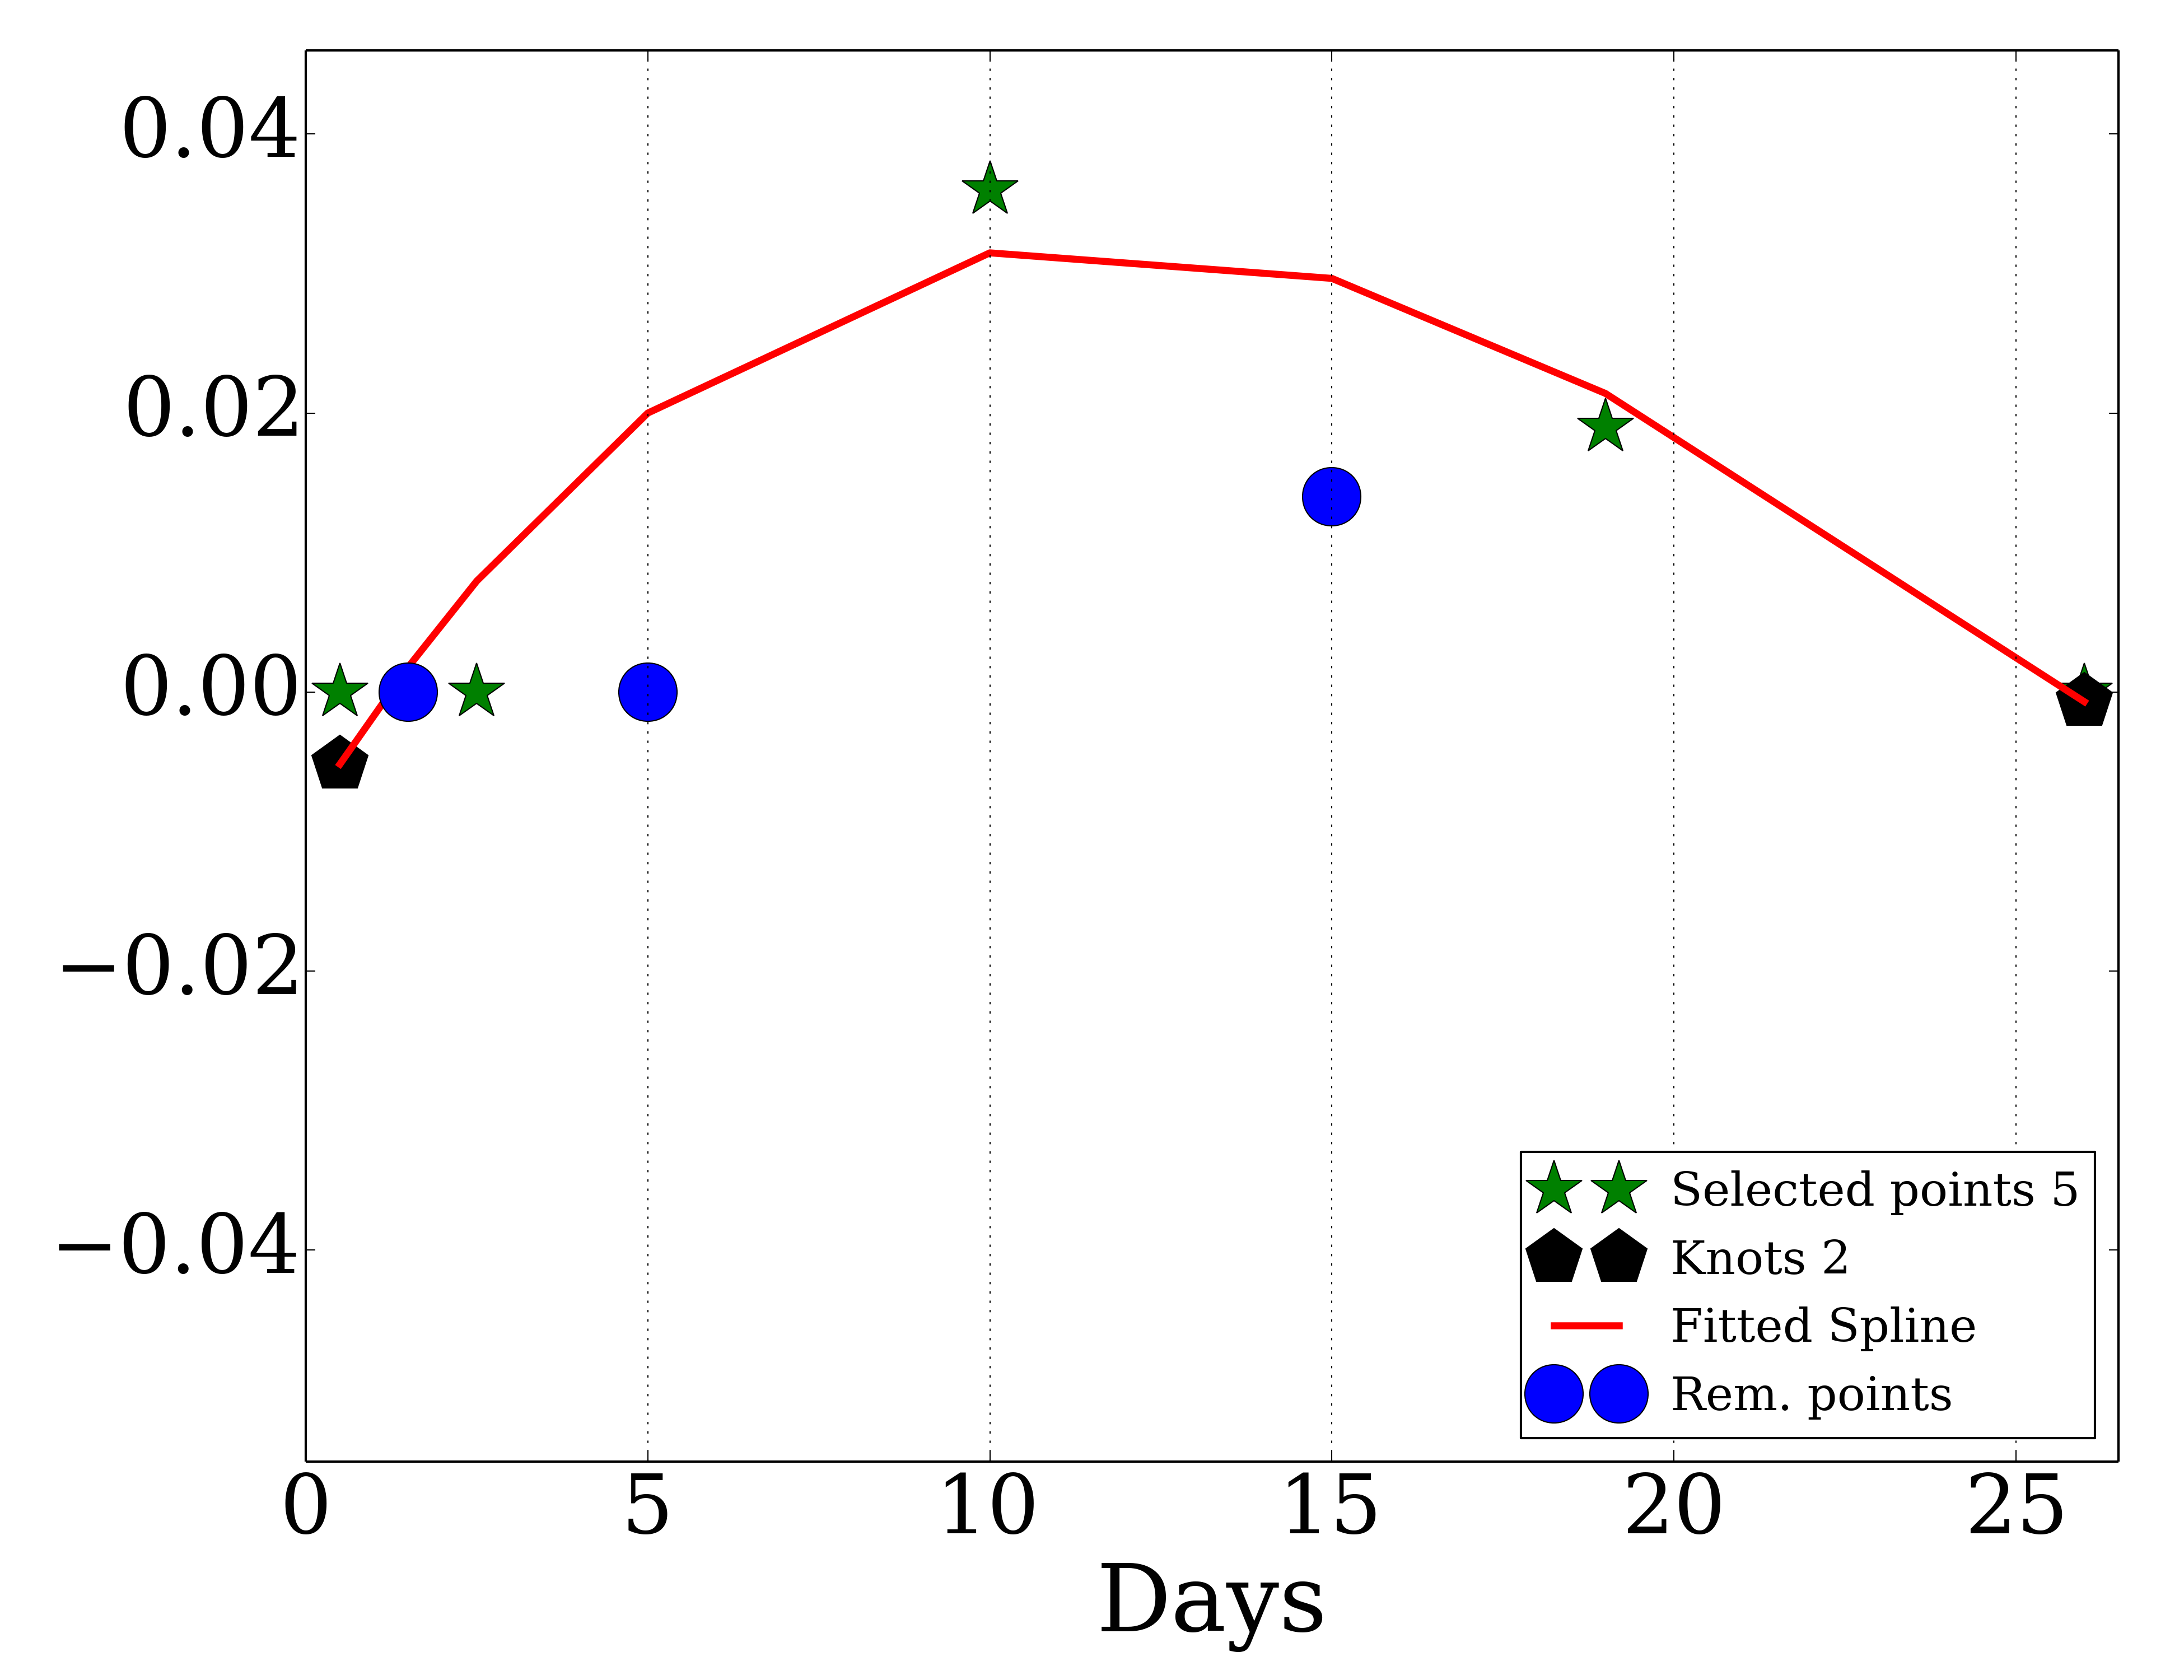 0.04
0.02
0.00
−0.02
−0.04
0 5 10 15 20 25
Days
Selected points 5
Knots 2
Fitted Spline
Rem. points